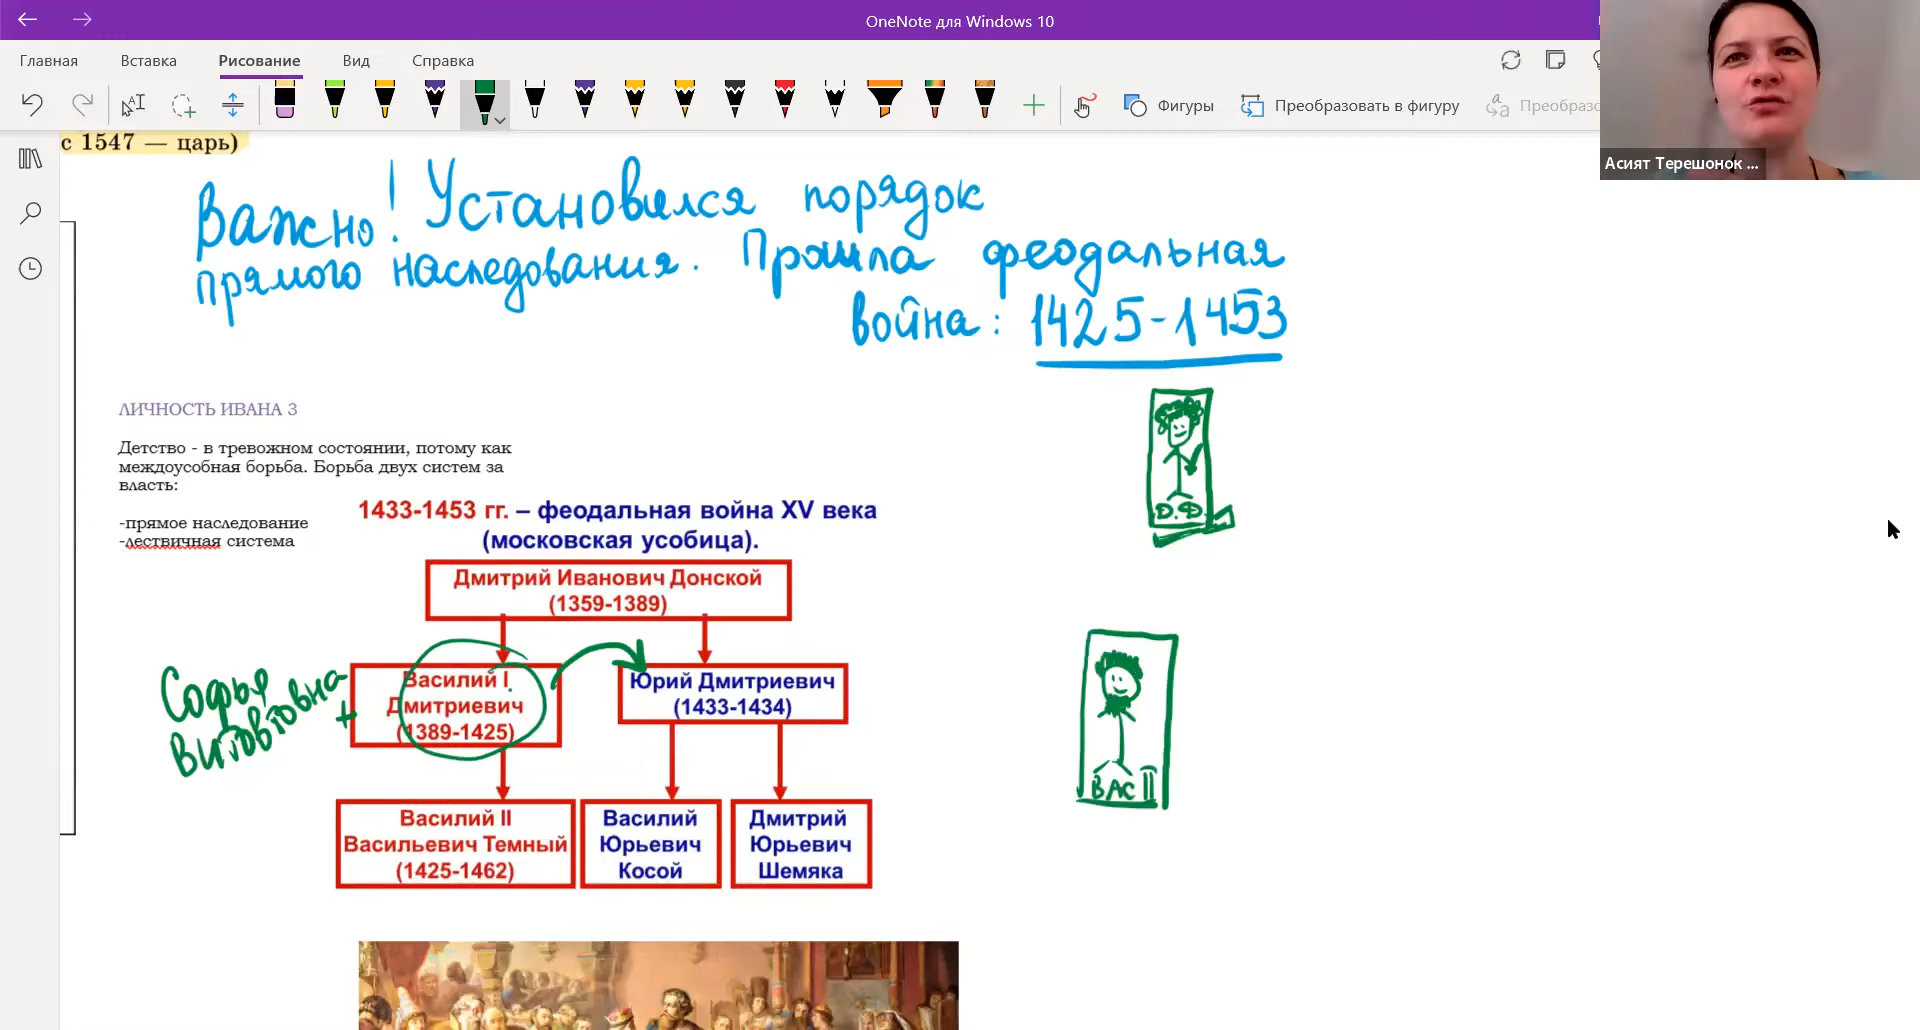 OneNote для Windows 10
Главная
Вставка
Рисование
Вид
Справка
Фигуры
Преобразовать в фигуру
Преобразо
Асият Терешонок ...
с 1547 — царь)
Важно! Установился порядок
прямого наследования. Прошла феодальная
война: 1425-1453
ЛИЧНОСТЬ ИВАНА 3
Детство - в тревожном состоянии, потому как
междоусобная борьба. Борьба двух систем за
власть:
-прямое наследование
-лествичная система
1433-1453 гг. – феодальная война XV века
(московская усобица).
Дмитрий Иванович Донской
(1359-1389)
Софья
Витовтовна +
Василий I
Дмитриевич
(1389-1425)
Юрий Дмитриевич
(1433-1434)
Василий II
Васильевич Темный
(1425-1462)
Василий
Юрьевич
Косой
Дмитрий
Юрьевич
Шемяка
Д.Ф.
ВАС II